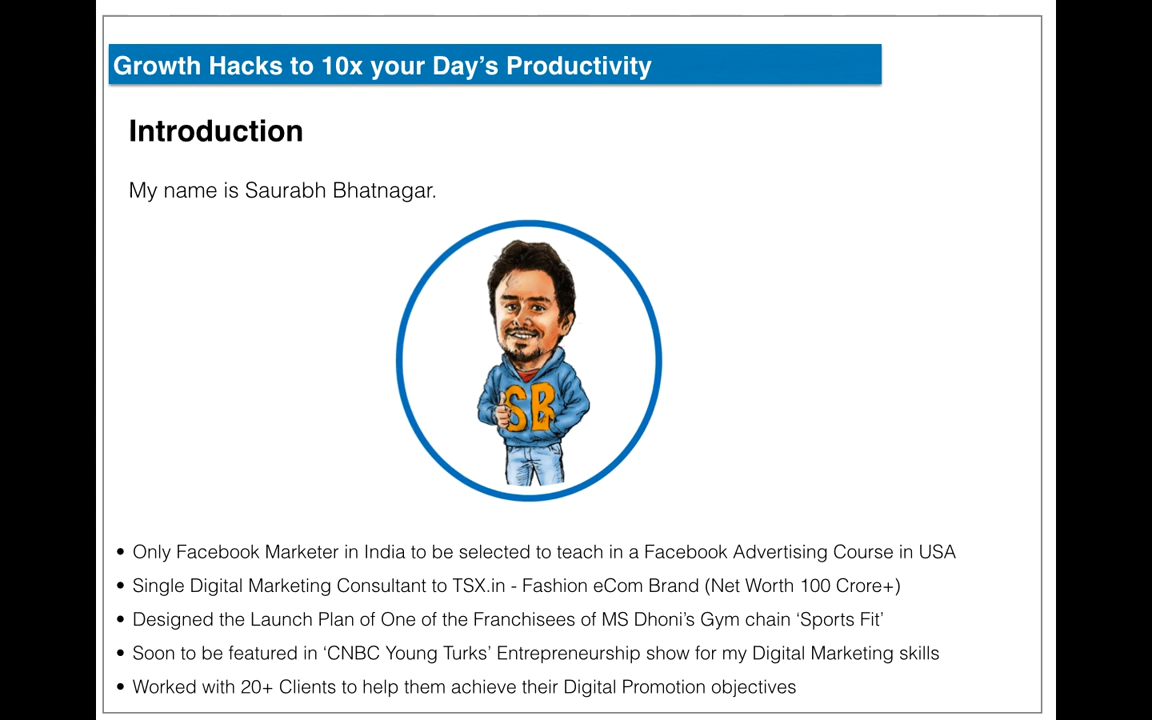 Growth Hacks to 10x your Day's Productivity
Introduction
My name is Saurabh Bhatnagar.
SB
• Only Facebook Marketer in India to be selected to teach in a Facebook Advertising Course in USA
• Single Digital Marketing Consultant to TSX.in - Fashion eCom Brand (Net Worth 100 Crore+)
• Designed the Launch Plan of One of the Franchisees of MS Dhoni's Gym chain 'Sports Fit'
• Soon to be featured in 'CNBC Young Turks' Entrepreneurship show for my Digital Marketing skills
• Worked with 20+ Clients to help them achieve their Digital Promotion objectives